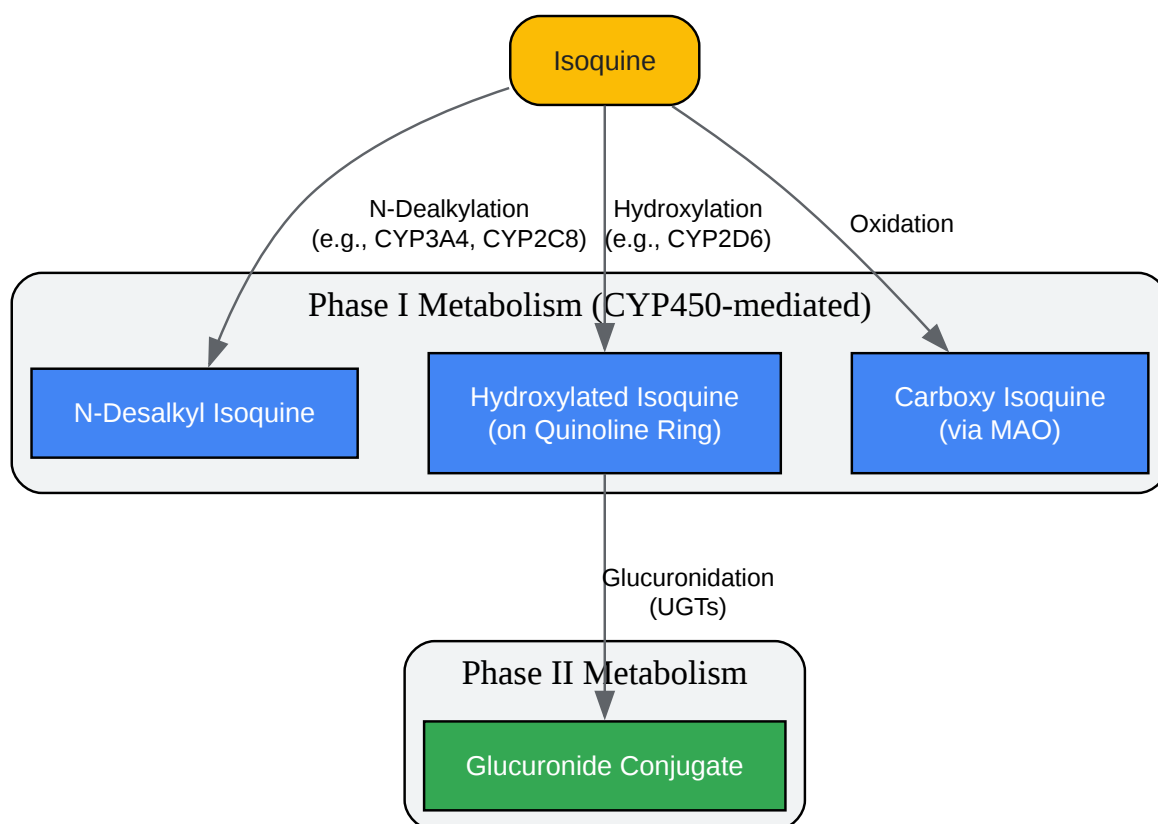 Isoquine
N-Dealkylation
(e.g., CYP3A4, CYP2C8)
Hydroxylation
(e.g., CYP2D6)
Oxidation
Phase I Metabolism (CYP450-mediated)
N-Desalkyl Isoquine
Hydroxylated Isoquine
(on Quinoline Ring)
Carboxy Isoquine
(via MAO)
Glucuronidation
(UGTs)
Phase II Metabolism
Glucuronide Conjugate